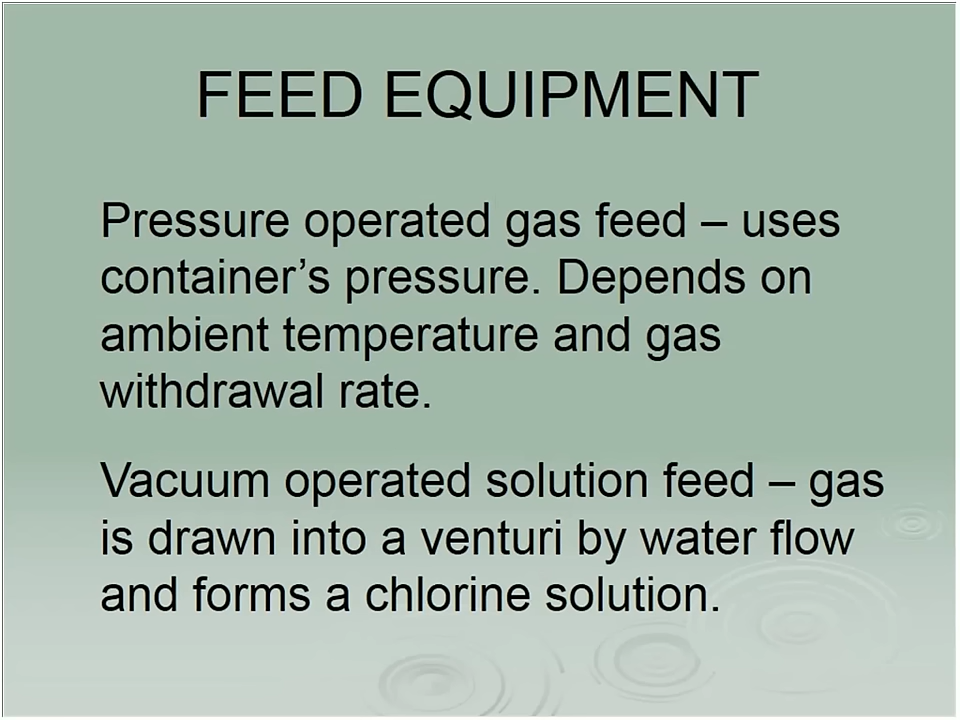 FEED EQUIPMENT
Pressure operated gas feed – uses
container’s pressure. Depends on
ambient temperature and gas
withdrawal rate.
Vacuum operated solution feed – gas
is drawn into a venturi by water flow
and forms a chlorine solution.